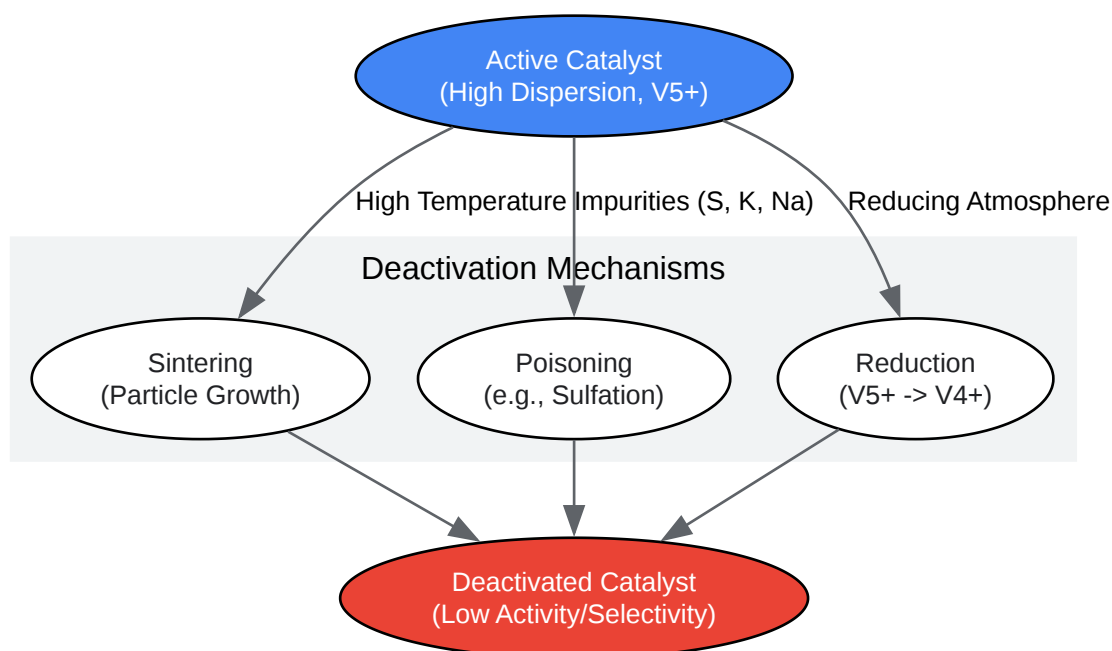 Active Catalyst
(High Dispersion, V5+)
High Temperature
Impurities (S, K, Na)
Reducing Atmosphere
Deactivation Mechanisms
Sintering
(Particle Growth)
Poisoning
(e.g., Sulfation)
Reduction
(V5+ -> V4+)
Deactivated Catalyst
(Low Activity/Selectivity)